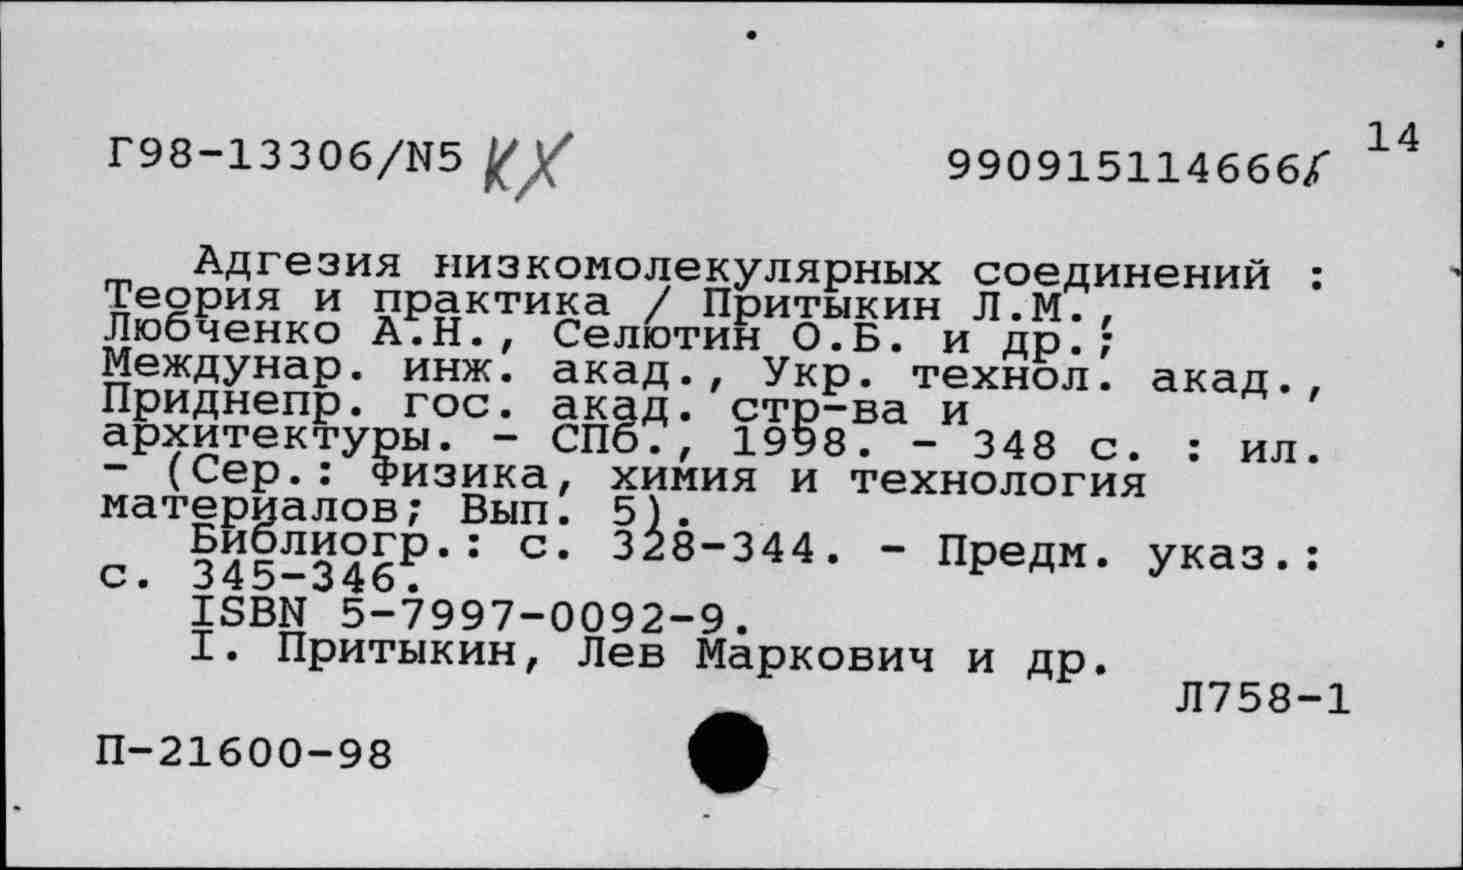 14
Г98-13306/N5 КХ
990915114666/
Адгезия низкомолекулярных соединений :
Теория и практика / Притыкин Л.М.,
Любченко А.Н., Селютин О.Б. и др.;
Междунар. инж. акад., Укр. технол. акад.,
Приднепр. гос. акад. стр-ва и
архитектуры. - СПб., 1998. - 348 с. : ил.
- (Сер.: Физика, химия и технология
материалов; Вып. 5).
Библиогр.: с. 328-344. - Предм. указ.:
с. 345-346.
ISBN 5-7997-0092-9.
I. Притыкин, Лев Маркович и др.
Л758-1
П-21600-98